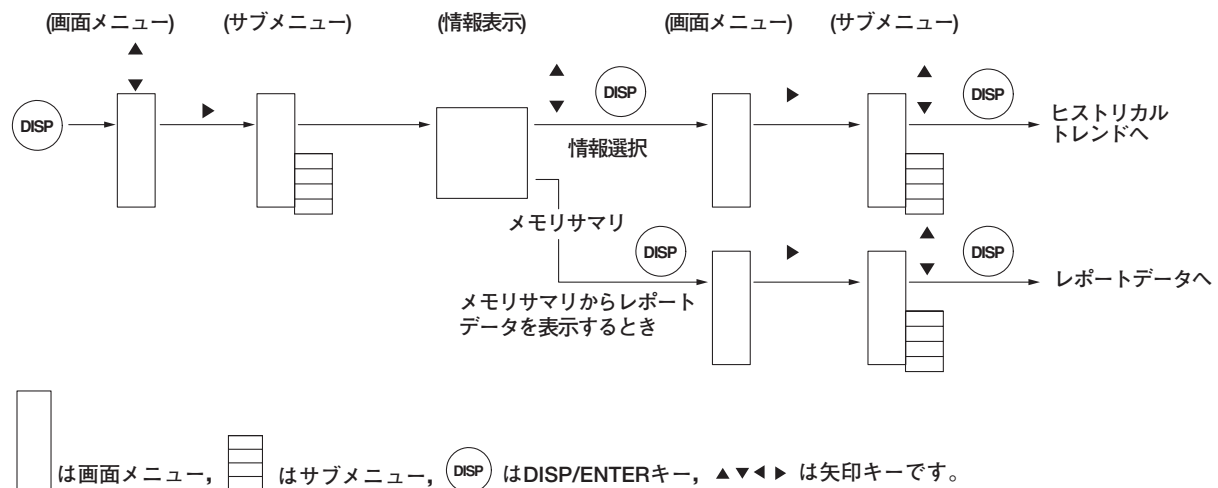 (画面メニュー) (サブメニュー) (情報表示) (画面メニュー) (サブメニュー)
▲ ▲ ▲
▼ ▶ ▼ DISP ▶ ▼ DISP
DISP
情報選択
ヒストリカル
トレンドへ
メモリサマリ
▲
DISP ▶ ▼ DISP
レポートデータへ
メモリサマリからレポート
データを表示するとき
は画面メニュー, はサブメニュー, DISP はDISP/ENTERキー, ▲▼◀▶ は矢印キーです。